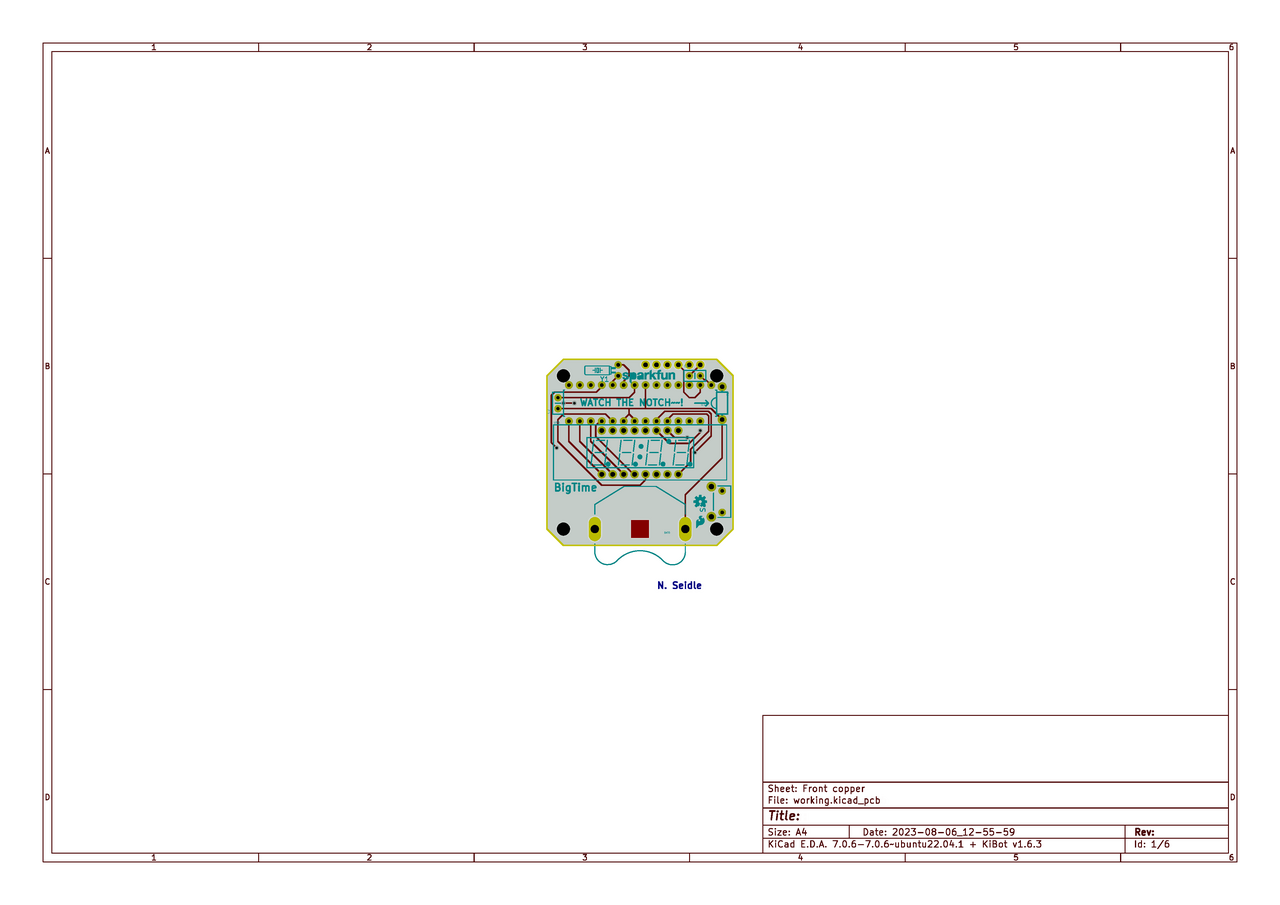 1 2 3 4 5 6
A A
sparkfun
Y1
B B
WATCH THE NOTCH--!
BigTime
S1
C C
N. Seidle
D D
Sheet: Front copper
File: working.kicad_pcb
Title:
Size: A4 Date: 2023-08-06_12-55-59 Rev:
KiCad E.D.A. 7.0.6-7.0.6~ubuntu22.04.1 + KiBot v1.6.3 Id: 1/6
1 2 3 4 5 6